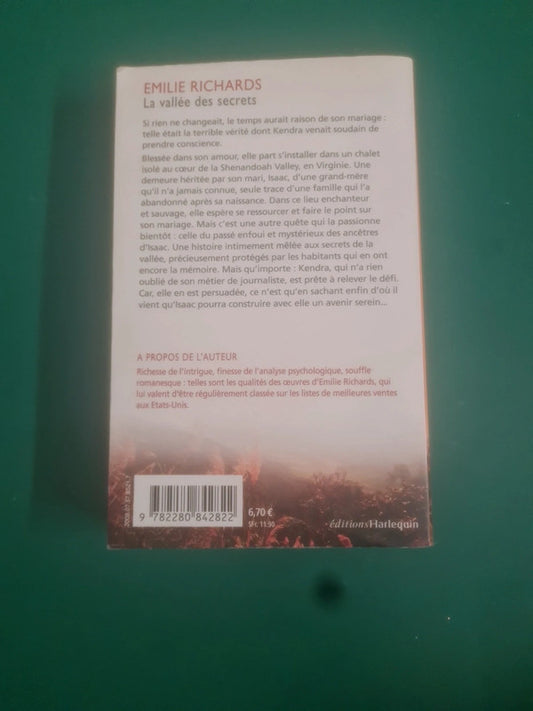 EMILIE RICHARDS
La vallée des secrets
Si rien ne changeait, le temps aurait raison de son mariage :
telle était la terrible vérité dont Kendra venait soudain de
prendre conscience.
Blessée dans son amour, elle part s'installer dans un chalet
isolé au cœur de la Shenandoah Valley, en Virginie. Une
demeure héritée par son mari, Isaac, d'une grand-mère
qu'il n'a jamais connue, seule trace d'une famille qui l'a
abandonné après sa naissance. Dans ce lieu enchanteur
et sauvage, elle espère se ressourcer et faire le point sur
son mariage. Mais c'est une autre quête qui la passionne
bientôt : celle du passé enfoui et mystérieux des ancêtres
d'Isaac. Une histoire intimement mêlée aux secrets de la
vallée, précieusement protégés par les habitants qui en ont
encore la mémoire. Mais qu'importe : Kendra, qui n'a rien
oublié de son métier de journaliste, est prête à relever le défi.
Car, elle en est persuadée, ce n'est qu'en sachant enfin d'où il
vient qu'Isaac pourra construire avec elle un avenir serein...
A PROPOS DE L'AUTEUR
Richesse de l'intrigue, finesse de l'analyse psychologique, souffle
romanesque : telles sont les qualités des œuvres d'Emilie Richards, qui
lui valent d'être régulièrement classée sur les listes de meilleures ventes
aux Etats-Unis.
6,70 €
SFr. 11.90
9 782280 842822
éditionsHarlequin